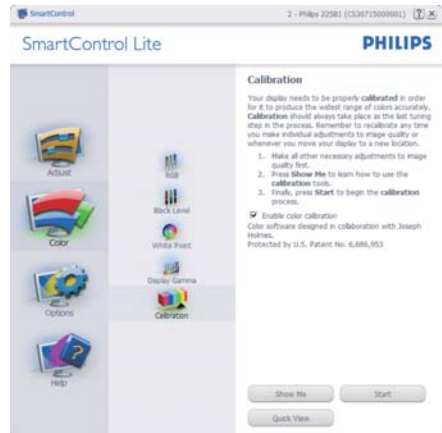 SmartControl
2 - Philips 225B1 (CS36715000001)
SmartControl Lite
PHILIPS
Adjust
Color
Options
Help
RGB
Black Level
White Point
Display Gamma
Calibration
Calibration
Your display needs to be properly calibrated in order
for it to produce the widest range of colors accurately.
Calibration should always take place as the last tuning
step in the process. Remember to recalibrate any time
you make individual adjustments to image quality or
whenever you move your display to a new location.
1. Make all other necessary adjustments to image
quality first.
2. Press Show Me to learn how to use the
calibration tools.
3. Finally, press Start to begin the calibration
process.
Enable color calibration
Color software designed in collaboration with Joseph
Holmes.
Protected by U.S. Patent No. 6,686,953
Show Me
Start
Quick View